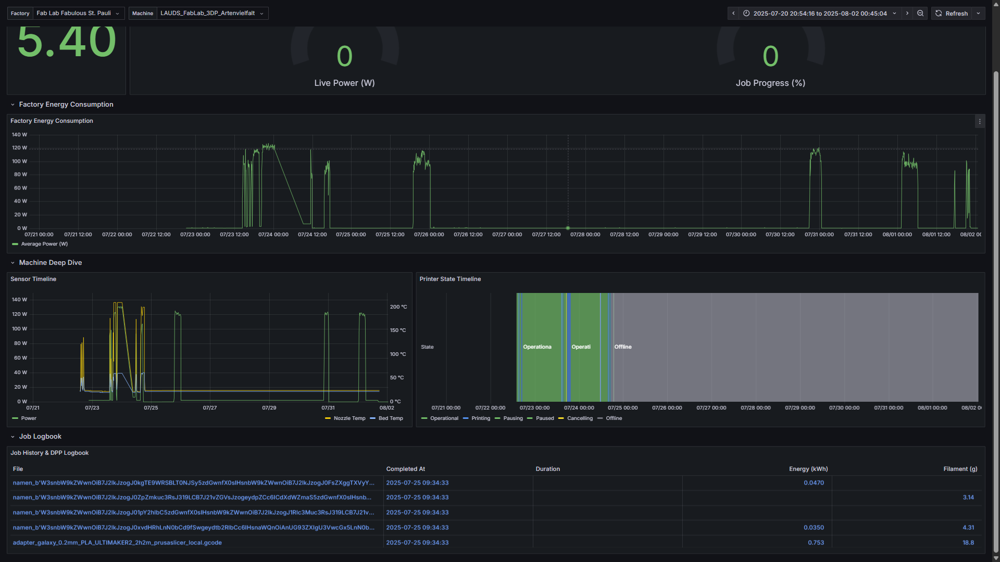 Factory Fab Lab Fabulous St. Pauli Machine LAUDS_FabLab_3DP_Artenvielfalt 2025-07-20 20:54:16 to 2025-08-02 00:45:04 Refresh
5.40
0 0
Live Power (W) Job Progress (%)
Factory Energy Consumption
Factory Energy Consumption
140 W
120 W
100 W
80 W
60 W
40 W
20 W
0 W
07/21 00:00 07/21 12:00 07/22 00:00 07/22 12:00 07/23 00:00 07/23 12:00 07/24 00:00 07/24 12:00 07/25 00:00 07/25 12:00 07/26 00:00 07/26 12:00 07/27 00:00 07/27 12:00 07/28 00:00 07/28 12:00 07/29 00:00 07/29 12:00 07/30 00:00 07/30 12:00 07/31 00:00 07/31 12:00 08/01 00:00 08/01 12:00 08/02 0
Average Power (W)
Machine Deep Dive
Sensor Timeline
140 W
120 W
100 W
80 W
60 W
40 W
20 W
0 W
200 °C
150 °C
100 °C
50 °C
0 °C
07/21 07/23 07/25 07/27 07/29 07/31 08/02
Power Nozzle Temp Bed Temp
Printer State Timeline
State Operationa Operati Offline
07/21 00:00 07/22 00:00 07/23 00:00 07/24 00:00 07/25 00:00 07/26 00:00 07/27 00:00 07/28 00:00 07/29 00:00 07/30 00:00 07/31 00:00 08/01 00:00 08/02 0
Operational Printing Pausing Paused Cancelling Offline
Job Logbook
Job History & DPP Logbook
File Completed At Duration Energy (kWh) Filament (g)
2025-07-25 09:34:33 0.0470
2025-07-25 09:34:33 3.14
2025-07-25 09:34:33
2025-07-25 09:34:33 0.0350 4.31
adapter_galaxy_0.2mm_PLA_ULTIMAKER2_2h2m_prusaslicer_local.gcode 2025-07-25 09:34:33 0.753 18.8